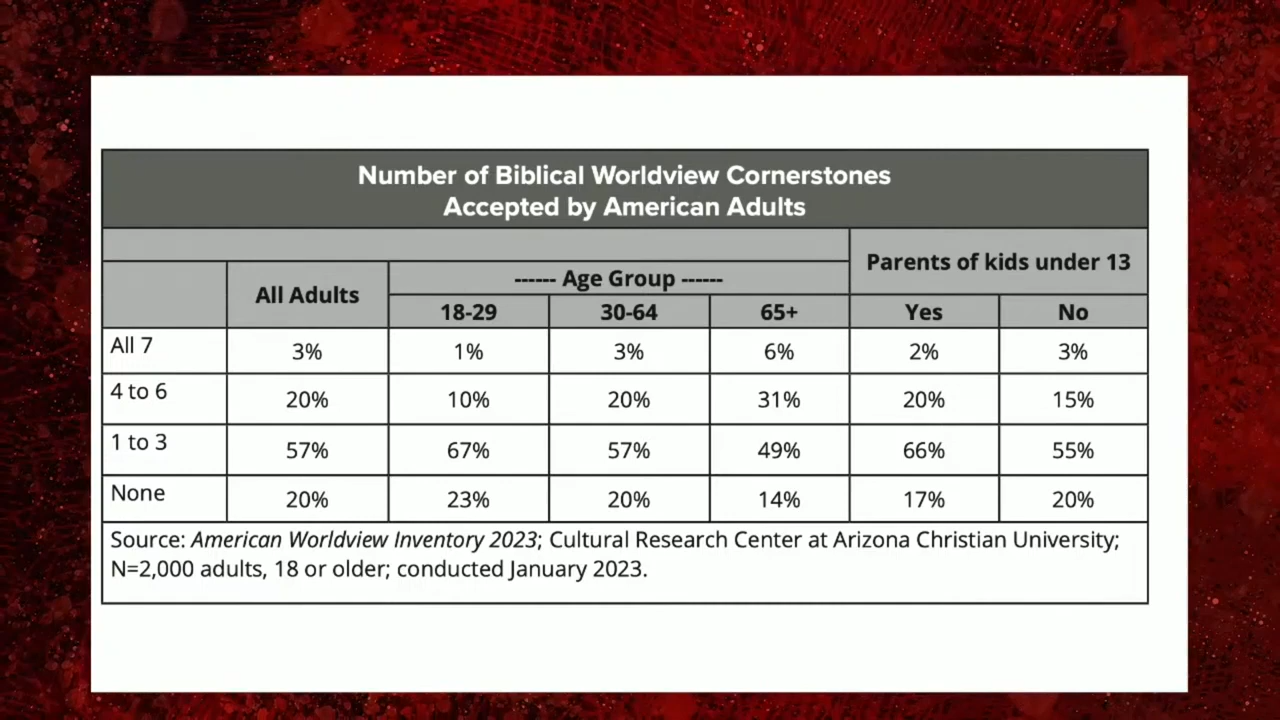 Number of Biblical Worldview Cornerstones
Accepted by American Adults
Parents of kids under 13
All Adults
------ Age Group ------
18-29 30-64 65+ Yes No
All 7 3% 1% 3% 6% 2% 3%
4 to 6 20% 10% 20% 31% 20% 15%
1 to 3 57% 67% 57% 49% 66% 55%
None 20% 23% 20% 14% 17% 20%
Source: American Worldview Inventory 2023; Cultural Research Center at Arizona Christian University;
N=2,000 adults, 18 or older; conducted January 2023.